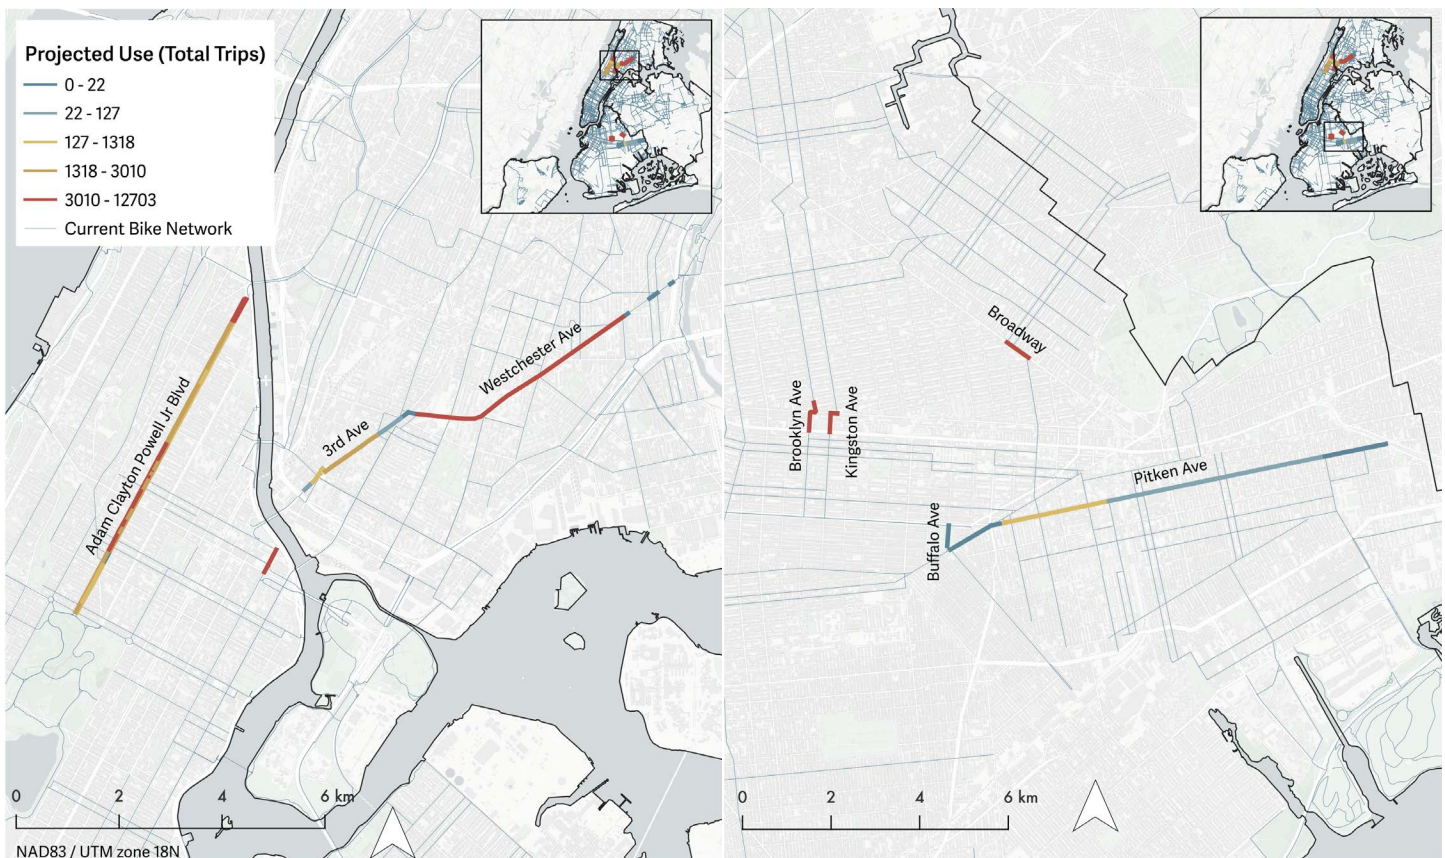 Projected Use (Total Trips)
0 - 22
22 - 127
127 - 1318
1318 - 3010
3010 - 12703
Current Bike Network
Adam Clayton Powell Jr Blvd
3rd Ave
Westchester Ave
0 2 4 6 km
NAD83 / UTM zone 18N
Broadway
Brooklyn Ave
Kingston Ave
Buffalo Ave
Pitken Ave
0 2 4 6 km